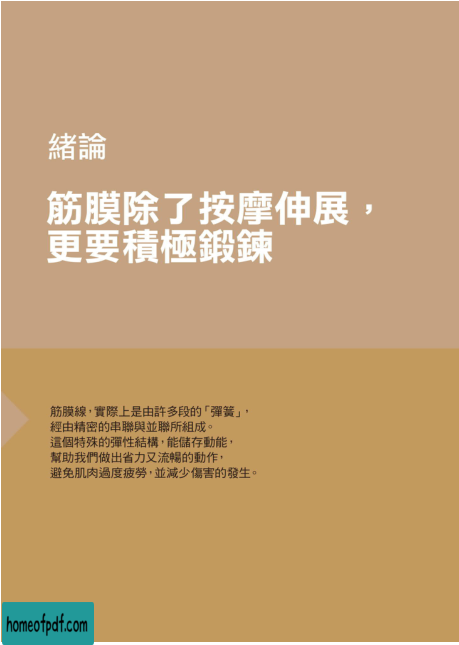 緒論
筋膜除了按摩伸展，
更要積極鍛鍊
筋膜線，實際上是由許多段的「彈簧」，
經由精密的串聯與並聯所組成。
這個特殊的彈性結構，能儲存動能，
幫助我們做出省力又流暢的動作，
避免肌肉過度疲勞，並減少傷害的發生。
homeofpdf.com